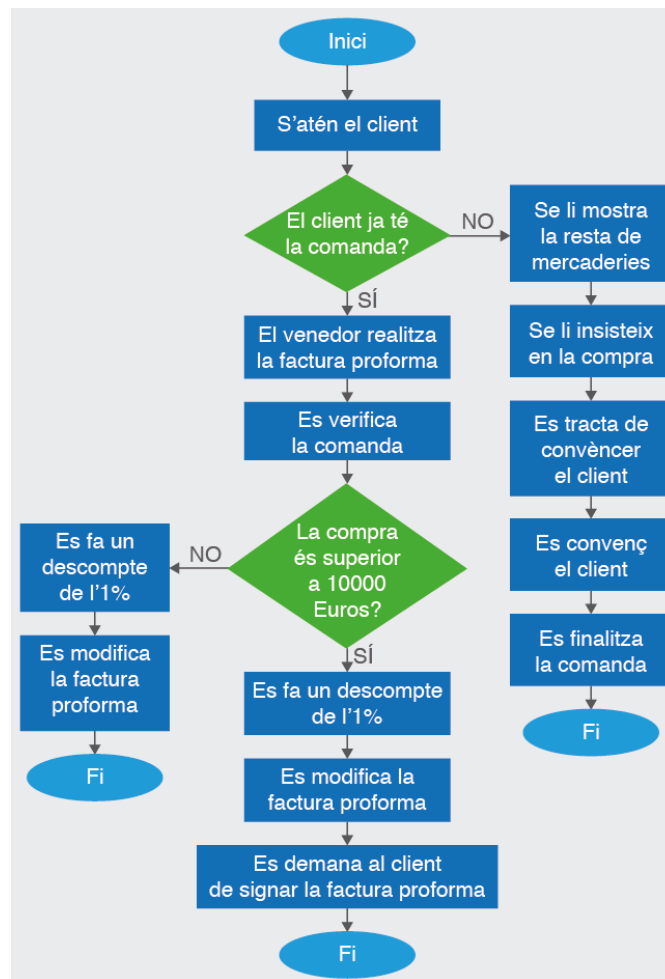 Inici
S’atén el client
El client ja té
la comanda?
NO
Se li mostra
la resta de
mercaderies
SÍ
El venedor realitza
la factura proforma
Se li insisteix
en la compra
Es verifica
la comanda
Es tracta de
convèncer
el client
La compra
és superior
a 10000
Euros?
NO
Es fa un
descompte
de l’1%
Es convenç
el client
Es modifica
la factura
proforma
Es finalitza
la comanda
SÍ
Es fa un descompte
de l’1%
Fi
Fi
Es modifica la
factura proforma
Es demana al client
de signar la factura proforma
Fi